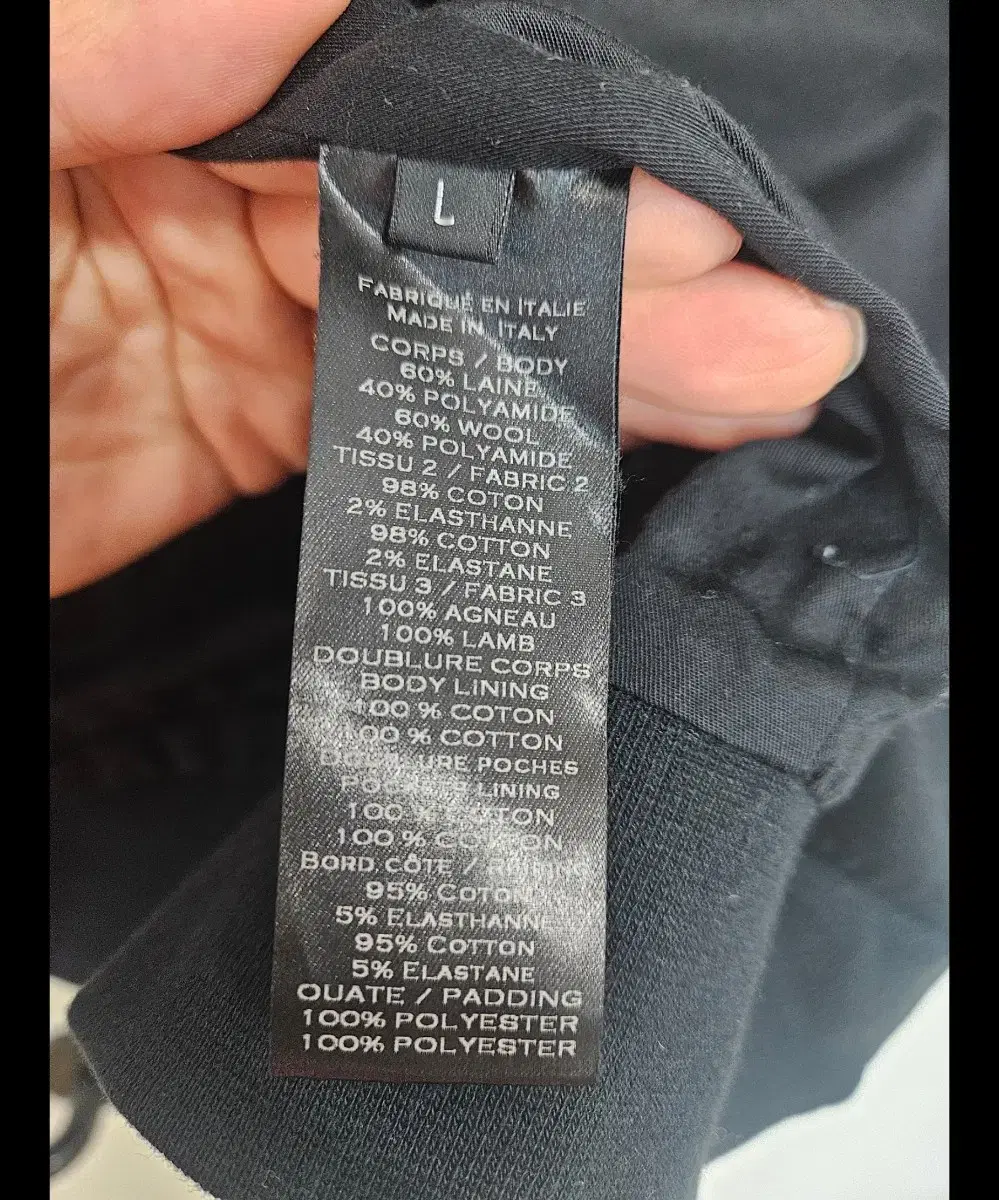 L
FABRIQUÉ EN ITALIE
MADE IN ITALY
CORPS / BODY
60% LAINE
40% POLYAMIDE
60% WOOL
40% POLYAMIDE
TISSU 2 / FABRIC 2
98% COTON
2% ELASTHANNE
98% COTTON
2% ELASTANE
TISSU 3 / FABRIC 3
100% AGNEAU
100% LAMB
DOUBLURE CORPS
BODY LINING
100 % COTON
100 % COTTON
DOUBLURE POCHES
LINING
100 % COTON
100 % COTTON
BORD. CÔTE /
95% COTON
5% ELASTHANNE
95% COTTON
5% ELASTANE
OUATE / PADDING
100% POLYESTER
100% POLYESTER